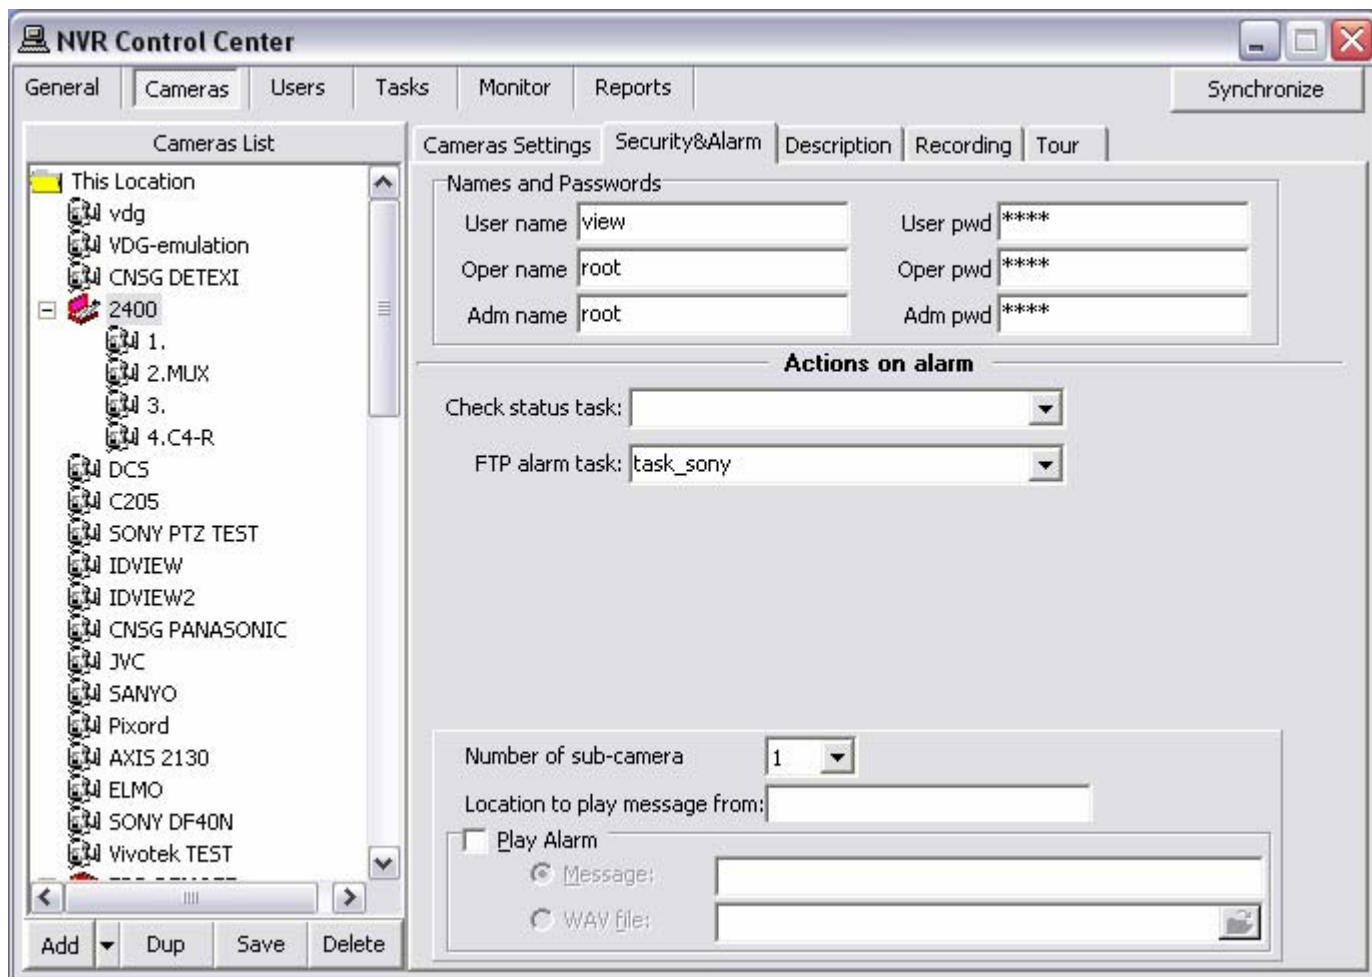 NVR Control Center
General Cameras Users Tasks Monitor Reports Synchronize
Cameras List
This Location
vdg
VDG-emulation
CNSG DETEXI
2400
1.
2.MUX
3.
4.C4-R
DCS
C205
SONY PTZ TEST
IDVIEW
IDVIEW2
CNSG PANASONIC
JVC
SANYO
Pixord
AXIS 2130
ELMO
SONY DF40N
Vivotek TEST
Add Dup Save Delete
Cameras Settings Security&Alarm Description Recording Tour
Names and Passwords
User name view User pwd ****
Oper name root Oper pwd ****
Adm name root Adm pwd ****
Actions on alarm
Check status task:
FTP alarm task: task_sony
Number of sub-camera 1
Location to play message from:
Play Alarm
Message:
WAV file: